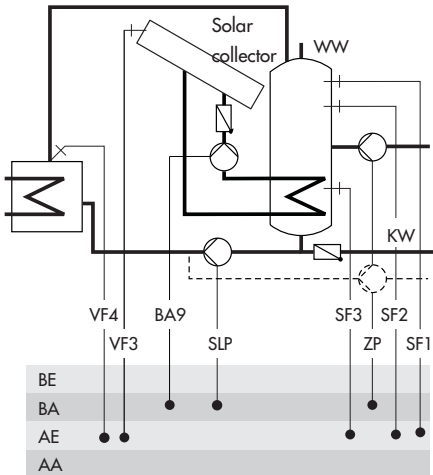 Solar
collector
WW
KW
VF4 BA9 SF3 SF2
VF3 SLP ZP SF1
BE
BA
AE
AA